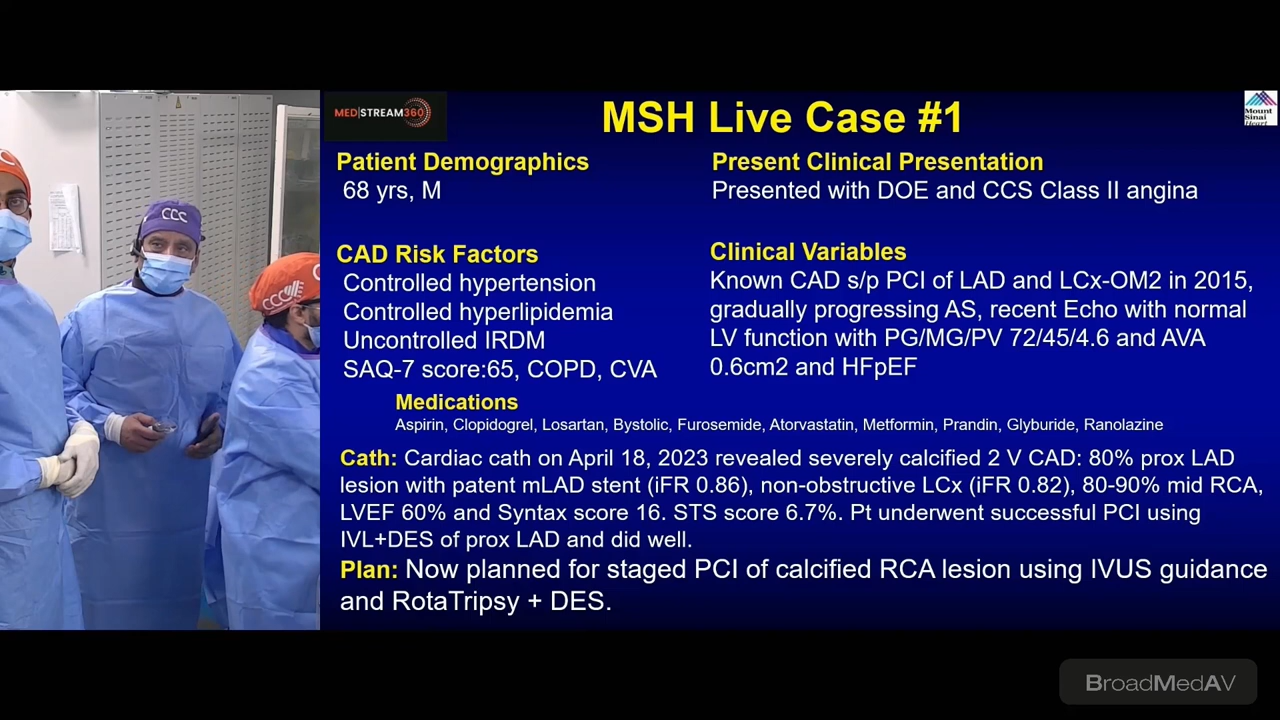 MED|STREAM360
MSH Live Case #1
Mount
Sinai
Heart
Patient Demographics
68 yrs, M
Present Clinical Presentation
Presented with DOE and CCS Class II angina
CAD Risk Factors
Controlled hypertension
Controlled hyperlipidemia
Uncontrolled IRDM
SAQ-7 score:65, COPD, CVA
Clinical Variables
Known CAD s/p PCI of LAD and LCx-OM2 in 2015,
gradually progressing AS, recent Echo with normal
LV function with PG/MG/PV 72/45/4.6 and AVA
0.6cm2 and HFpEF
Medications
Aspirin, Clopidogrel, Losartan, Bystolic, Furosemide, Atorvastatin, Metformin, Prandin, Glyburide, Ranolazine
Cath: Cardiac cath on April 18, 2023 revealed severely calcified 2 V CAD: 80% prox LAD
lesion with patent mLAD stent (iFR 0.86), non-obstructive LCx (iFR 0.82), 80-90% mid RCA,
LVEF 60% and Syntax score 16. STS score 6.7%. Pt underwent successful PCI using
IVL+DES of prox LAD and did well.
Plan: Now planned for staged PCI of calcified RCA lesion using IVUS guidance
and RotaTripsy + DES.
CCC
BroadMedAV